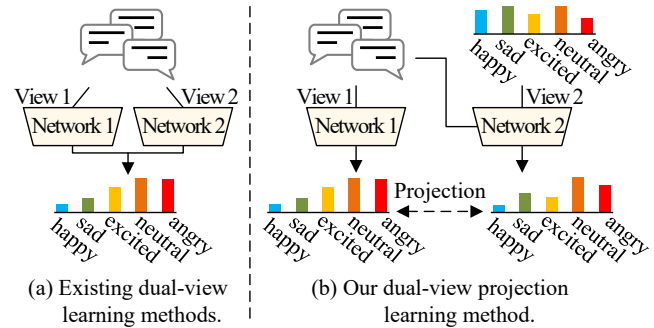 View 1
View 2
Network 1
Network 2
happy
sad
excited
neutral
angry
(a) Existing dual-view
learning methods.
happy
sad
excited
neutral
angry
View 1
View 2
Network 1
Network 2
Projection
happy
sad
excited
neutral
angry
happy
sad
excited
neutral
angry
(b) Our dual-view projection
learning method.